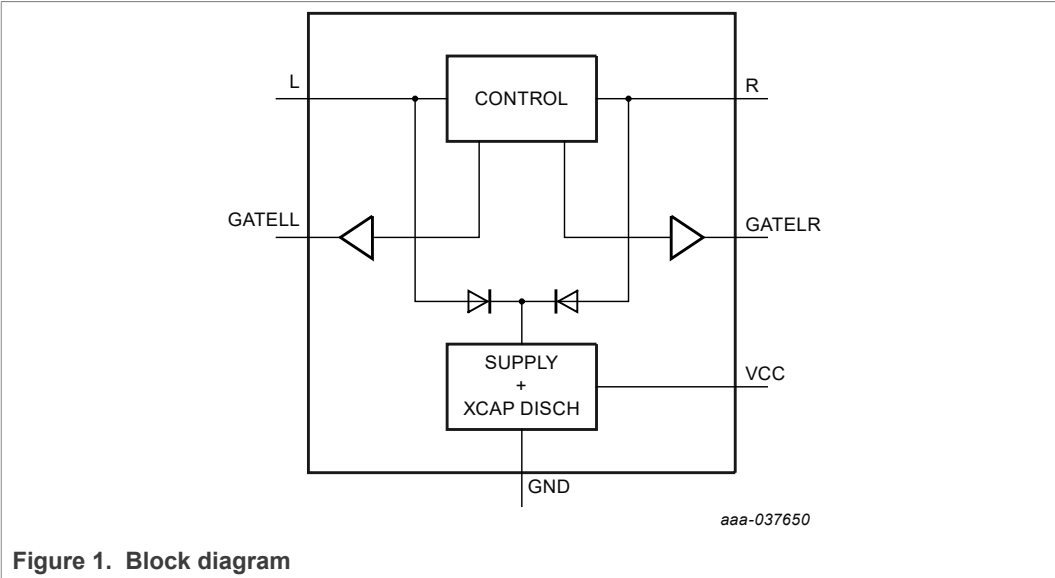 L
CONTROL
R
GATELL
GATELR
SUPPLY
+
XCAP DISCH
VCC
GND
aaa-037650
Figure 1. Block diagram